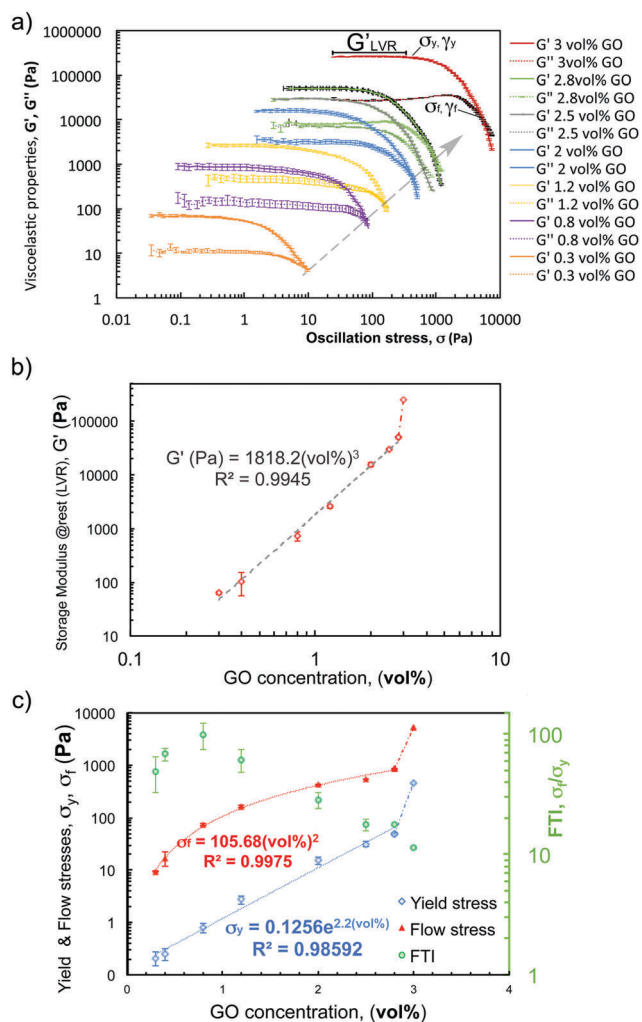 a)
Viscoelastic properties, G', G'' (Pa)
1000000
100000
10000
1000
100
10
1
0.01
0.1
1
10
100
1000
10000
Oscillation stress, σ (Pa)
G'LVR
σy, γy
σf, γf
G' 3 vol% GO
G'' 3vol% GO
G' 2.8vol% GO
G'' 2.8vol% GO
G' 2.5 vol% GO
G'' 2.5 vol% GO
G' 2 vol% GO
G'' 2 vol% GO
G' 1.2 vol% GO
G'' 1.2 vol% GO
G' 0.8 vol% GO
G'' 0.8 vol% GO
G' 0.3 vol% GO
G' 0.3 vol% GO
b)
Storage Modulus @rest (LVR), G' (Pa)
100000
10000
1000
100
10
G' (Pa) = 1818.2(vol%)³
R² = 0.9945
0.1
1
10
GO concentration, (vol%)
c)
Yield & Flow stresses, σy, σf (Pa)
10000
1000
100
10
1
0.1
0
1
2
3
4
GO concentration, (vol%)
σf = 105.68(vol%)²
R² = 0.9975
σy = 0.1256e^2.2(vol%)
R² = 0.98592
Yield stress
Flow stress
FTI
100
10
1
FTI, σf/σy